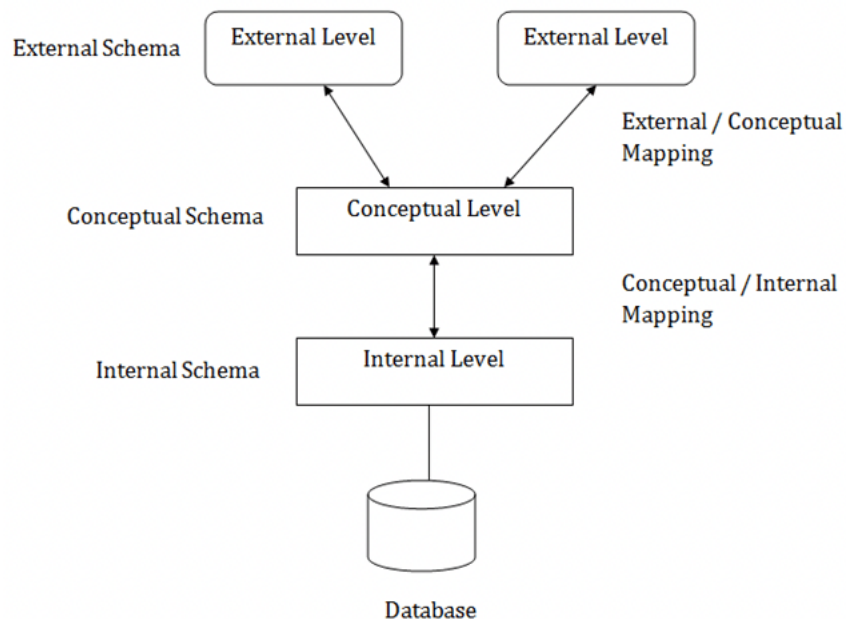 External Schema
External Level
External Level
External / Conceptual
Mapping
Conceptual Schema
Conceptual Level
Conceptual / Internal
Mapping
Internal Schema
Internal Level
Database